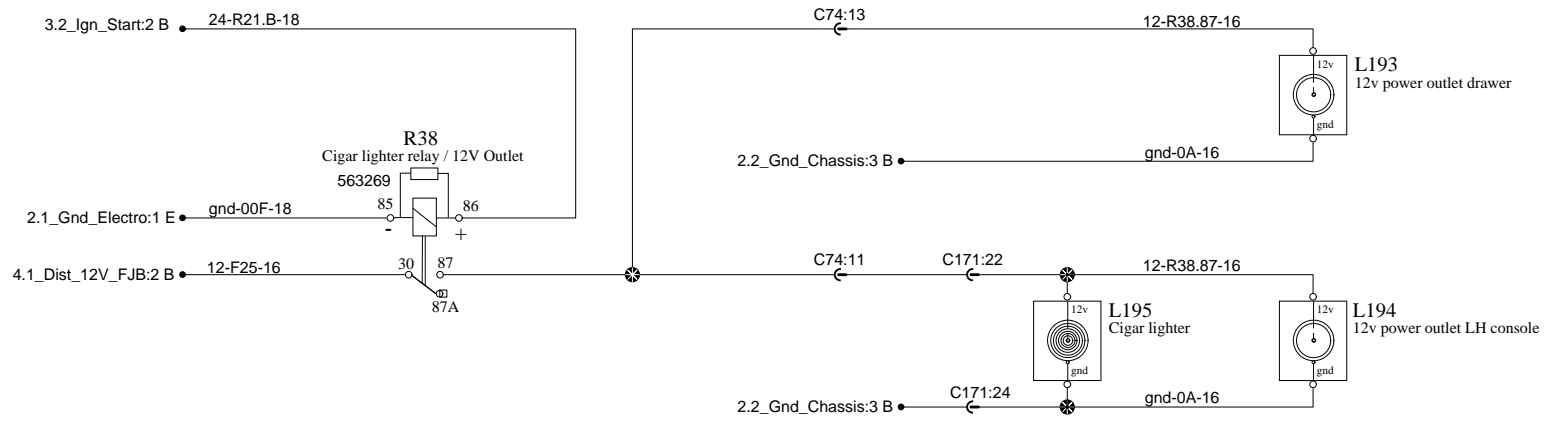 3.2_Ign_Start:2 B
24-R21.B-18
C74:13
12-R38.87-16
12v
L193
12v power outlet drawer
gnd
R38
Cigar lighter relay / 12V Outlet
563269
2.2_Gnd_Chassis:3 B
gnd-0A-16
2.1_Gnd_Electro:1 E
gnd-00F-18
85
86
-
+
4.1_Dist_12V_FJB:2 B
12-F25-16
30
87
87A
C74:11
C171:22
12-R38.87-16
12v
L195
Cigar lighter
gnd
12v
L194
12v power outlet LH console
gnd
2.2_Gnd_Chassis:3 B
C171:24
gnd-0A-16